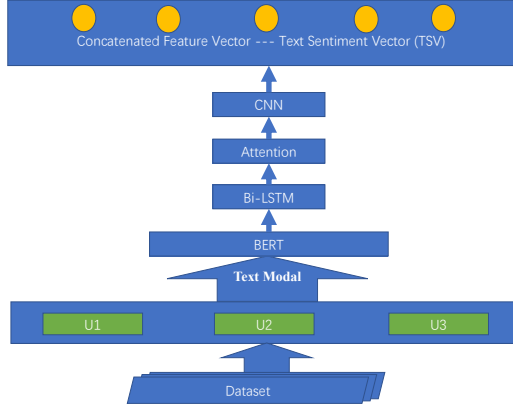 Concatenated Feature Vector --- Text Sentiment Vector (TSV)
CNN
Attention
Bi-LSTM
BERT
Text Modal
U1 U2 U3
Dataset